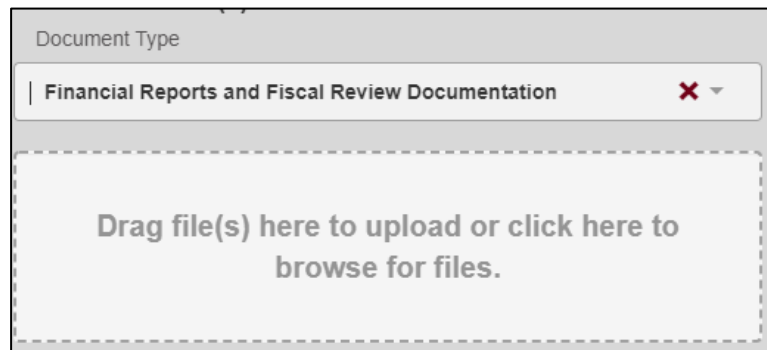 Document Type
Financial Reports and Fiscal Review Documentation
Drag file(s) here to upload or click here to
browse for files.